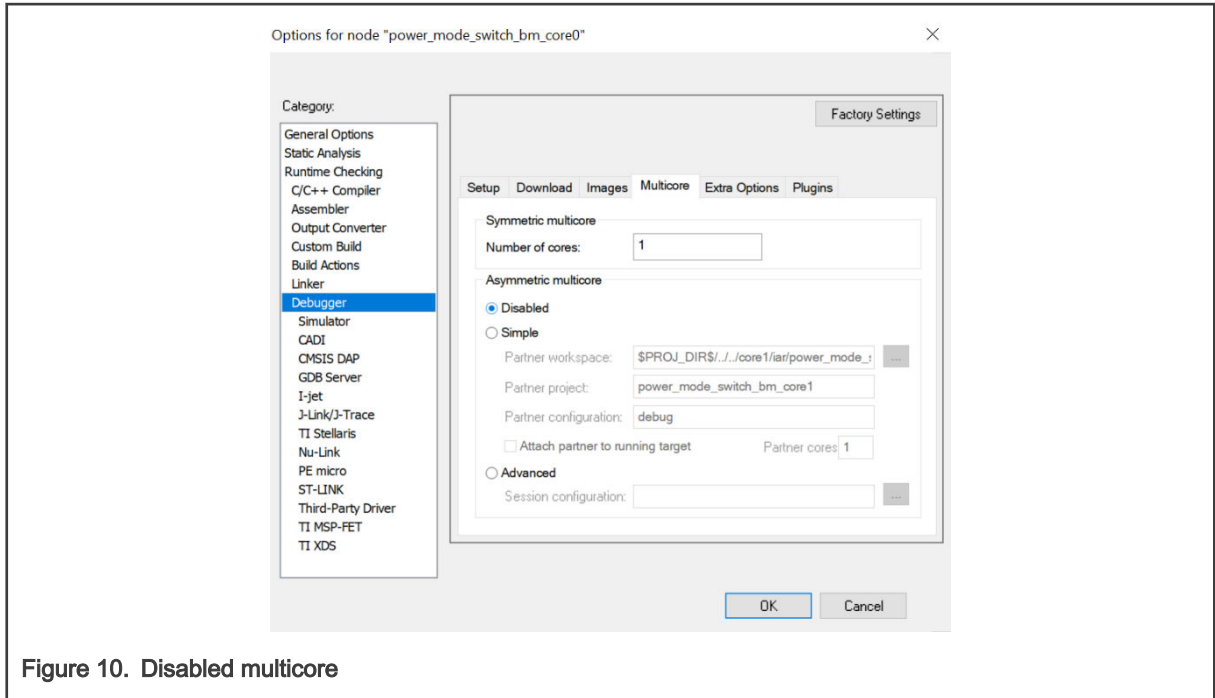 Options for node "power_mode_switch_bm_core0"
Category:
General Options
Static Analysis
Runtime Checking
C/C++ Compiler
Assembler
Output Converter
Custom Build
Build Actions
Linker
Debugger
Simulator
CADI
CMSIS DAP
GDB Server
I-jet
J-Link/J-Trace
TI Stellaris
Nu-Link
PE micro
ST-LINK
Third-Party Driver
TI MSP-FET
TI XDS
Factory Settings
Setup Download Images Multicore Extra Options Plugins
Symmetric multicore
Number of cores: 1
Asymmetric multicore
Disabled
Simple
Partner workspace: $PROJ_DIR$/../../core1/iar/power_mode_ ...
Partner project: power_mode_switch_bm_core1
Partner configuration: debug
Attach partner to running target Partner cores 1
Advanced
Session configuration: ...
OK Cancel
Figure 10. Disabled multicore